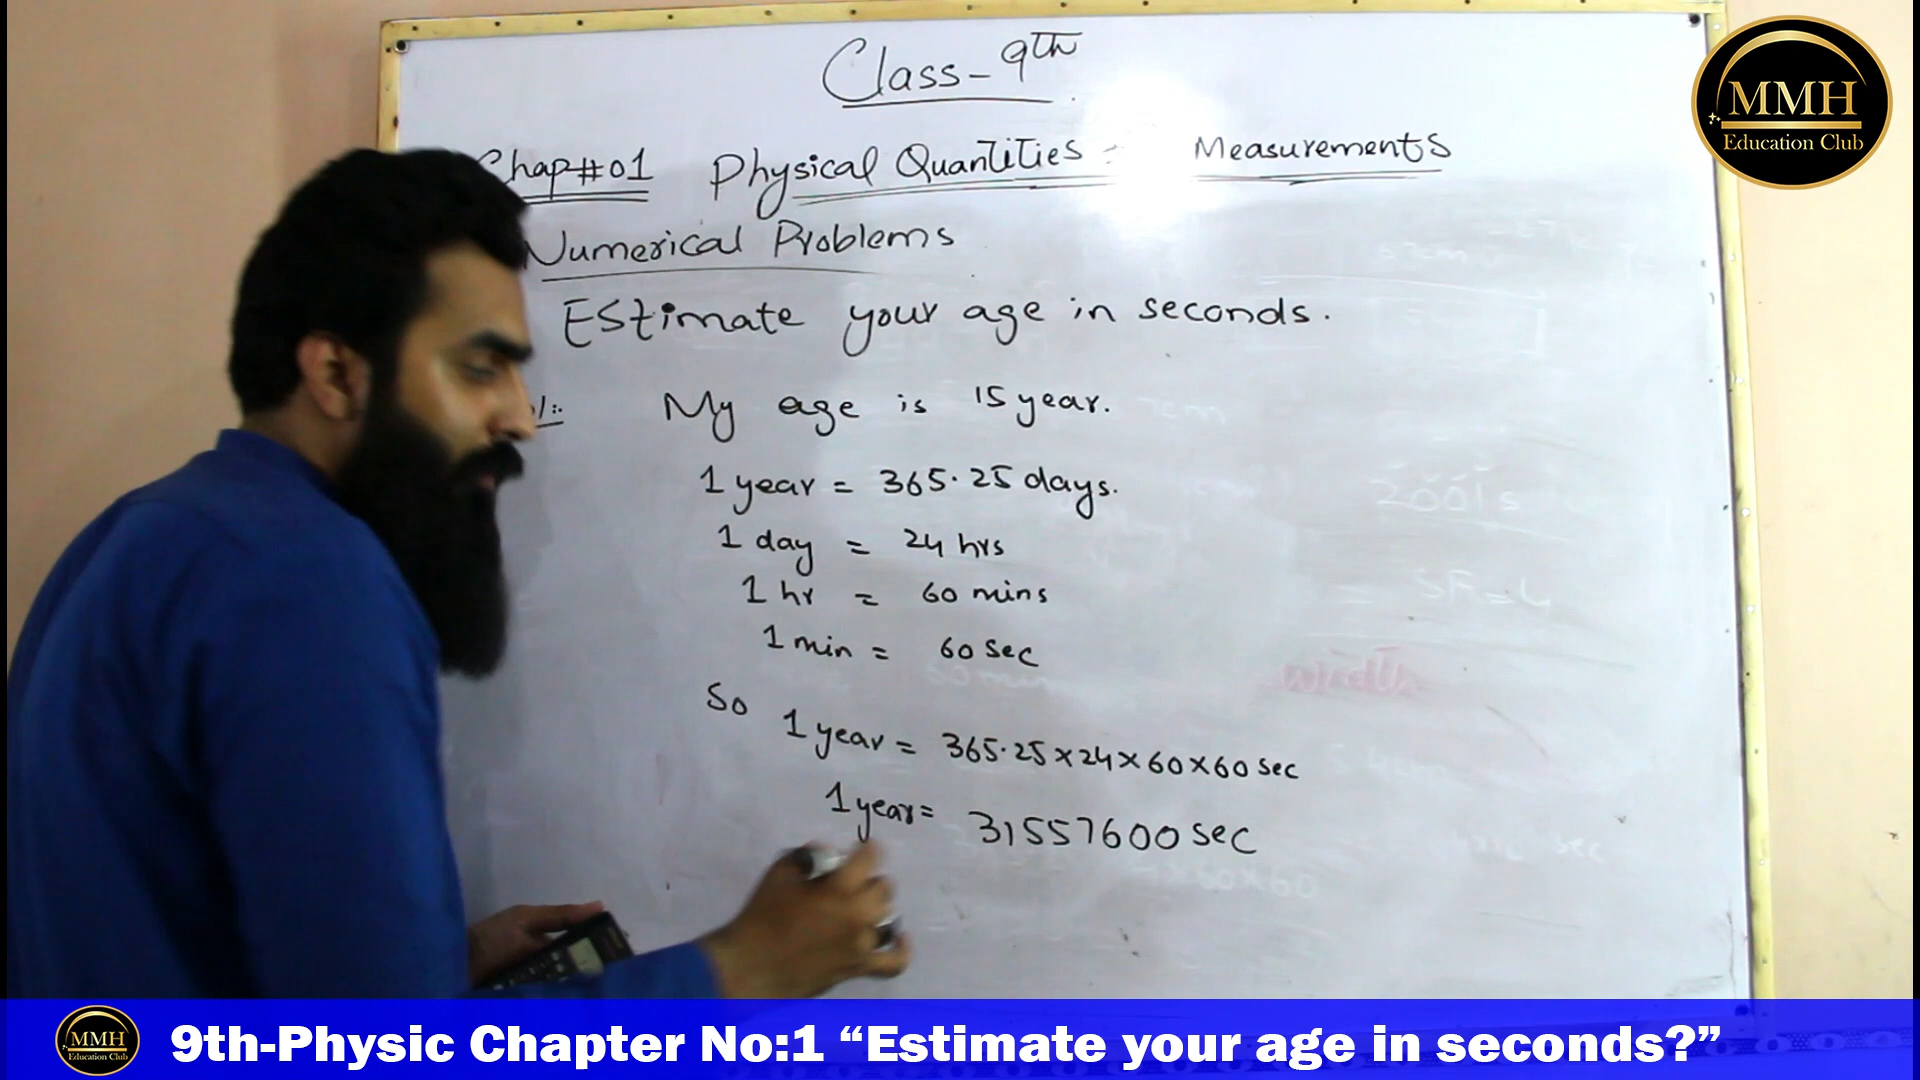 Class-9th
Chap#01 Physical Quantities Measurements
Numerical Problems
Estimate your age in seconds.
My age is 15 year.
1 year = 365.25 days.
1 day = 24 hrs
1 hr = 60 mins
1 min = 60 sec
So
1 year = 365.25×24×60×60 sec
1 year = 31557600 sec
MMH
Education Club
MMH
Education Club
9th-Physic Chapter No:1 “Estimate your age in seconds?”